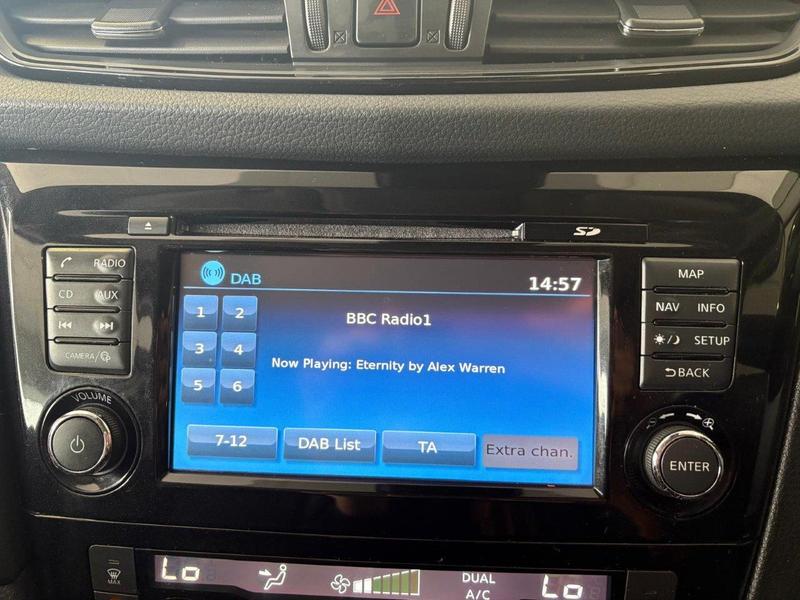 SD
RADIO
CD AUX
CAMERA/
VOLUME
DAB
14:57
1 2
BBC Radio1
3 4
Now Playing: Eternity by Alex Warren
5 6
7-12
DAB List
TA
Extra chan.
MAP
NAV INFO
SETUP
BACK
ENTER
MAX
Lo
DUAL
A/C
Lo